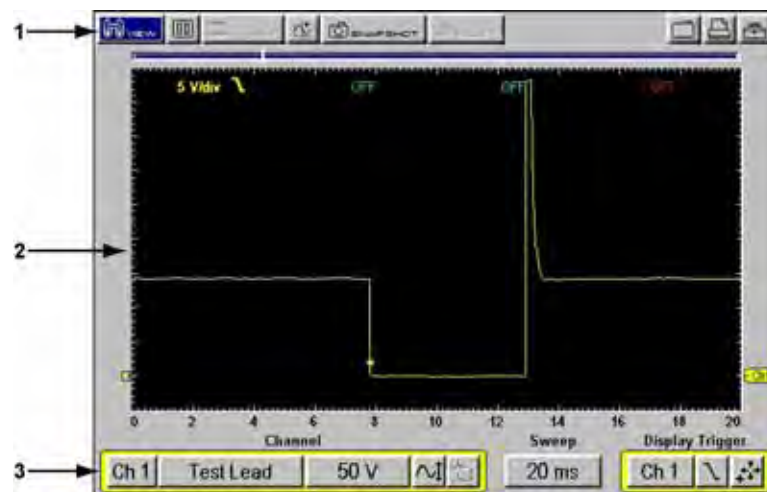 1
VIEW
SNAPSHOT
5 V/div OFF OFF OFF
2
0 2 4 6 8 10 12 14 16 18 20
Channel Sweep Display Trigger
3
Ch 1 Test Lead 50 V 20 ms Ch 1